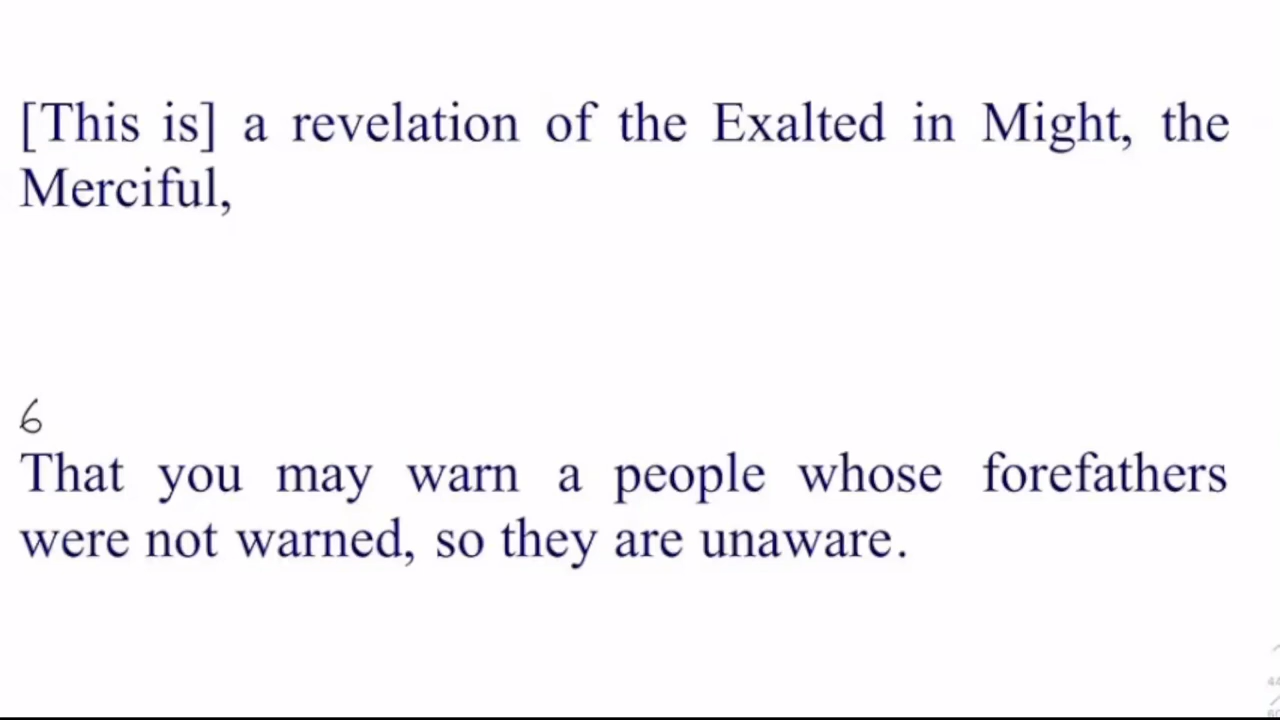 [This is] a revelation of the Exalted in Might, the
Merciful,
6
That you may warn a people whose forefathers
were not warned, so they are unaware.